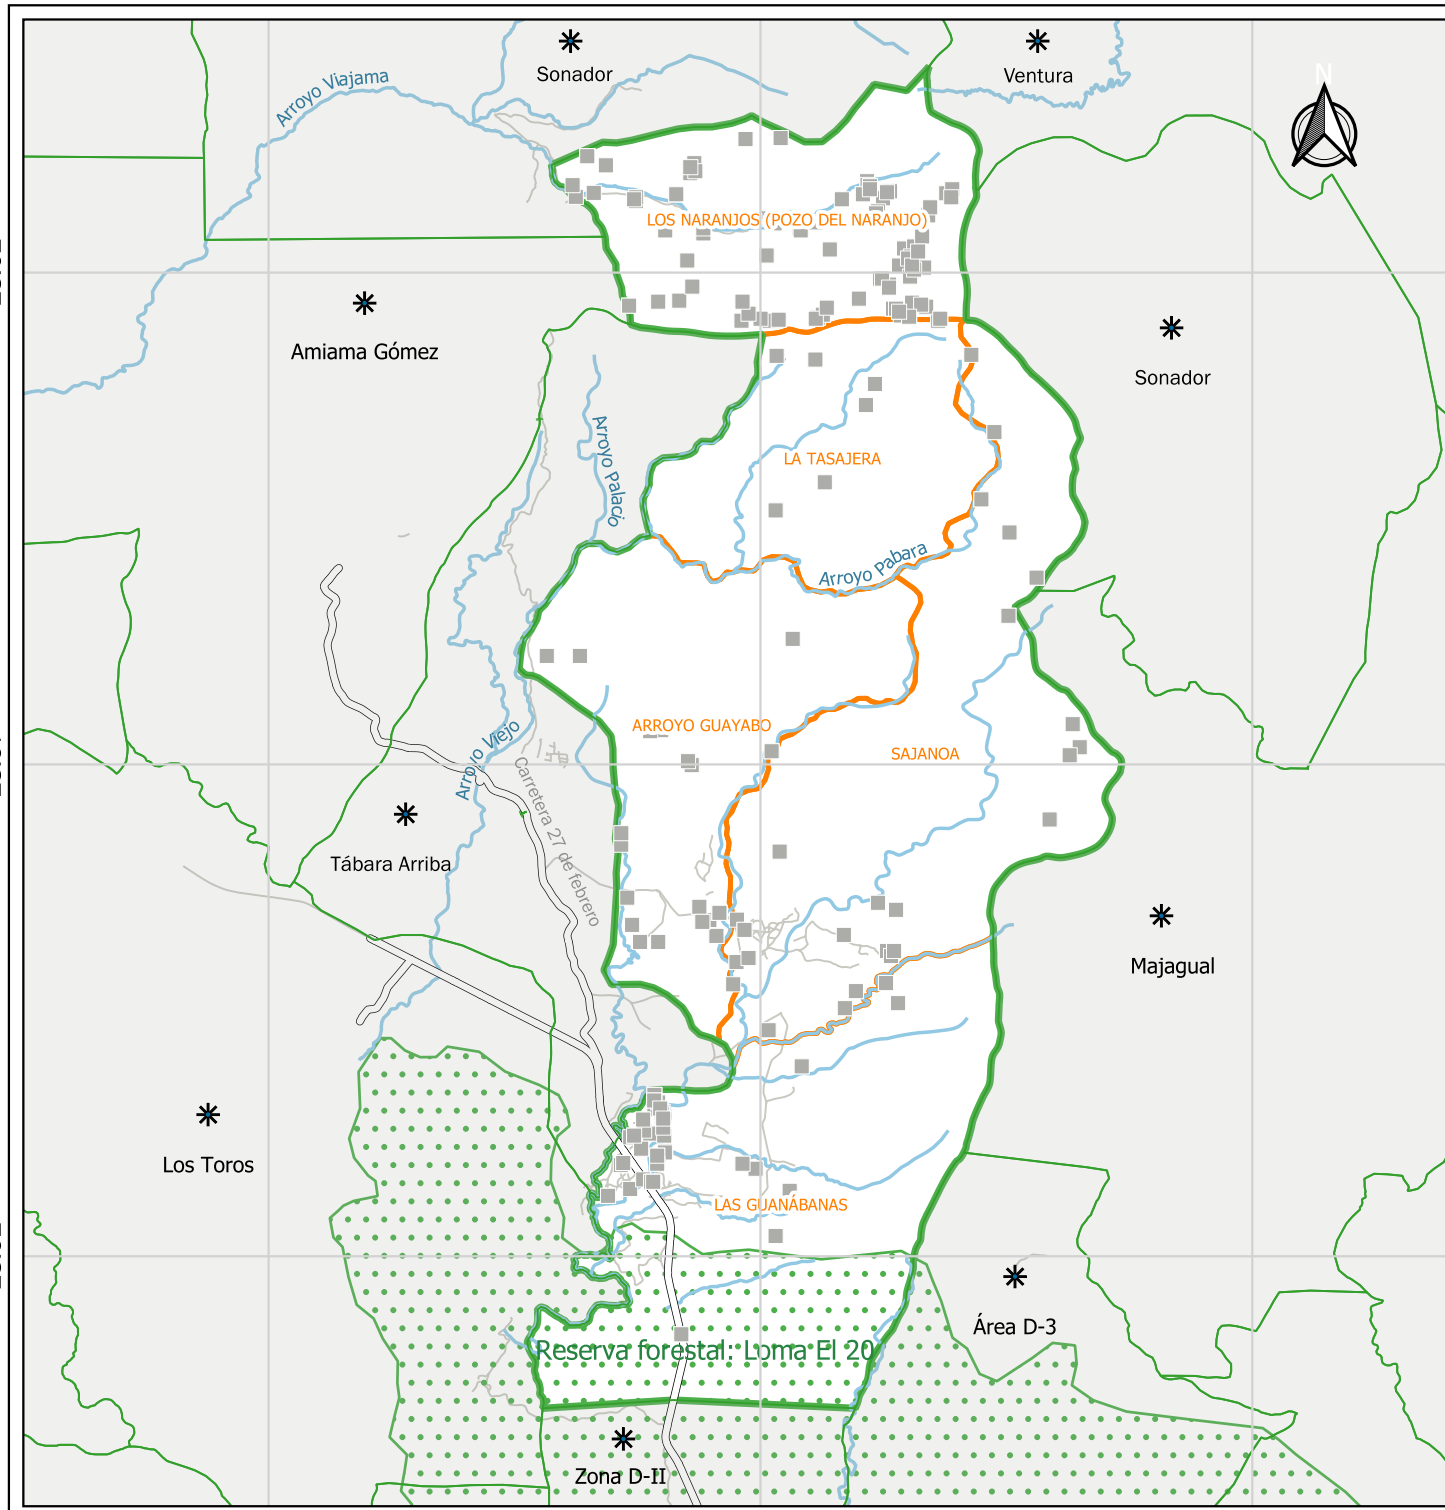 Sonador
Ventura
N
Arroyo Viajama
LOS NARANJOS (POZO DEL NARANJO)
Amiama Gómez
Sonador
Arroyo Palacio
LA TASAJERA
Arroyo Pabara
ARROYO GUAYABO
SAJANOA
Arroyo Viejo
Carretera 27 de febrero
Tábara Arriba
Majagual
Los Toros
LAS GUANÁBANAS
Área D-3
Reserva forestal: Loma El 20
Zona D-II